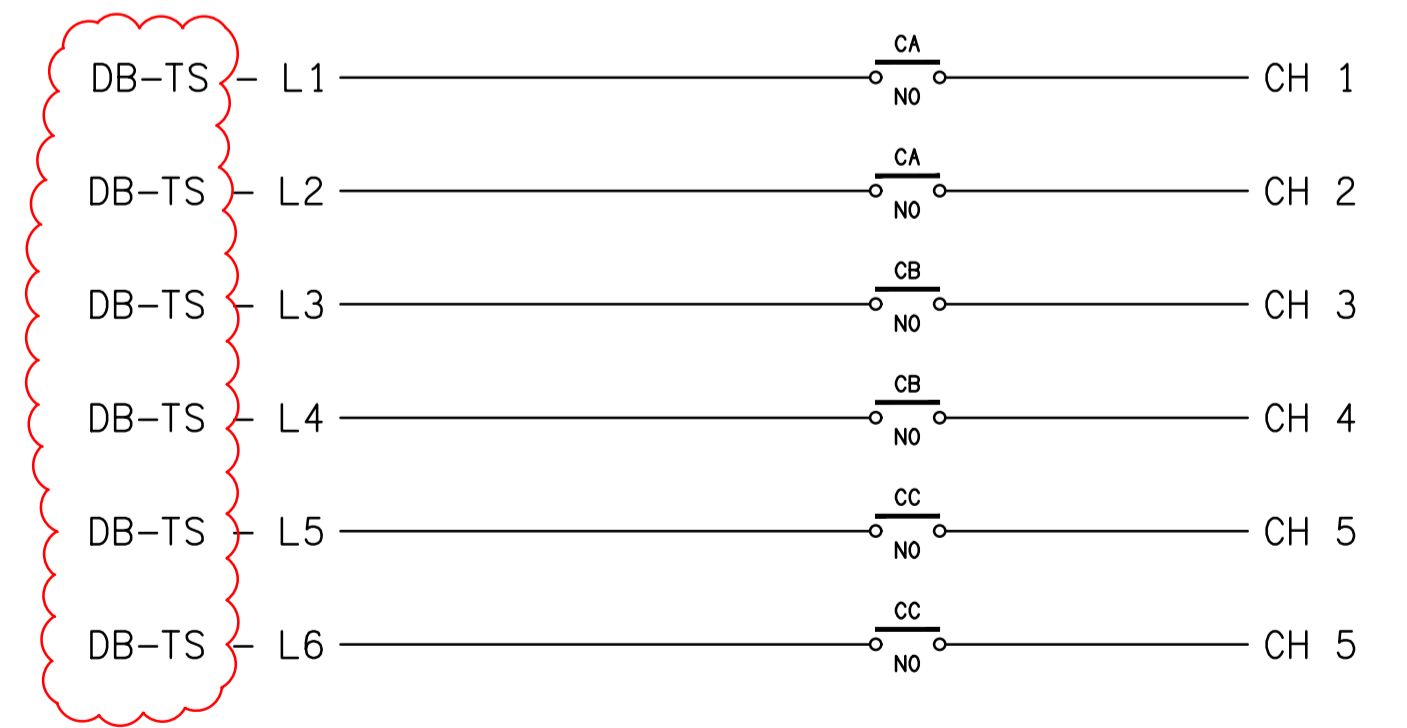 CA
DB-TS - L1 CH 1
NO
CA
DB-TS - L2 CH 2
NO
CB
DB-TS - L3 CH 3
NO
CB
DB-TS - L4 CH 4
NO
CC
DB-TS - L5 CH 5
NO
CC
DB-TS - L6 CH 5
NO